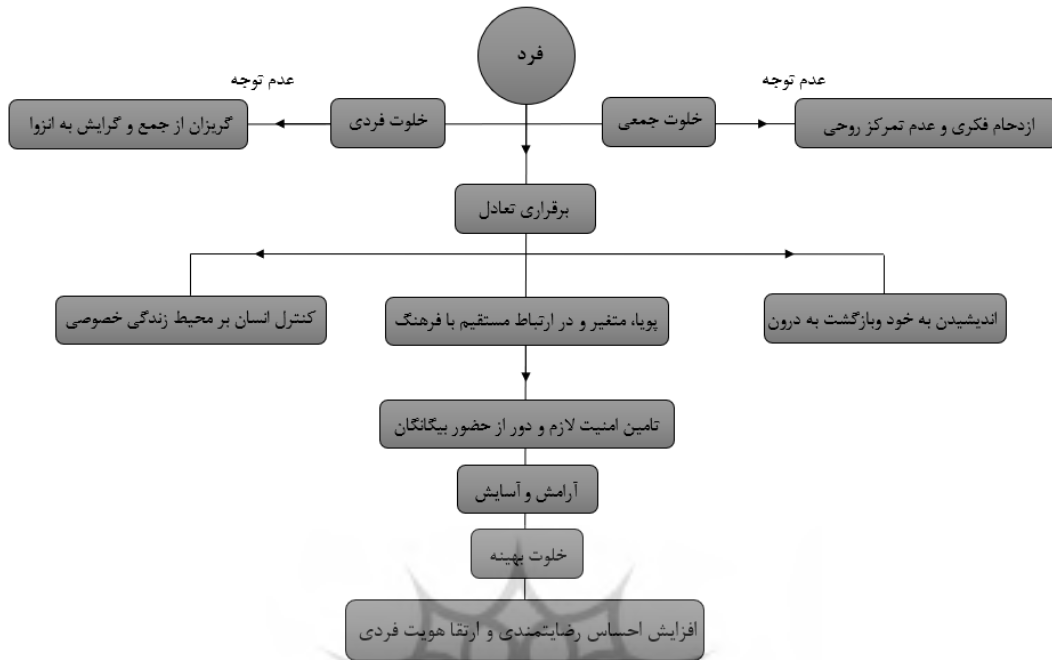 فرد
عدم توجه
عدم توجه
ازدحام فکری و عدم تمرکز روحی
خلوت جمعی
خلوت فردی
گریزان از جمع و گرایش به انزوا
برقراری تعادل
اندیشیدن به خود وبازگشت به درون
پویا، متغیر و در ارتباط مستقیم با فرهنگ
کنترل انسان بر محیط زندگی خصوصی
تامین امنیت لازم و دور از حضور بیگانگان
آرامش و آسایش
خلوت بهینه
افزایش احساس رضایتمندی و ارتقا هویت فردی